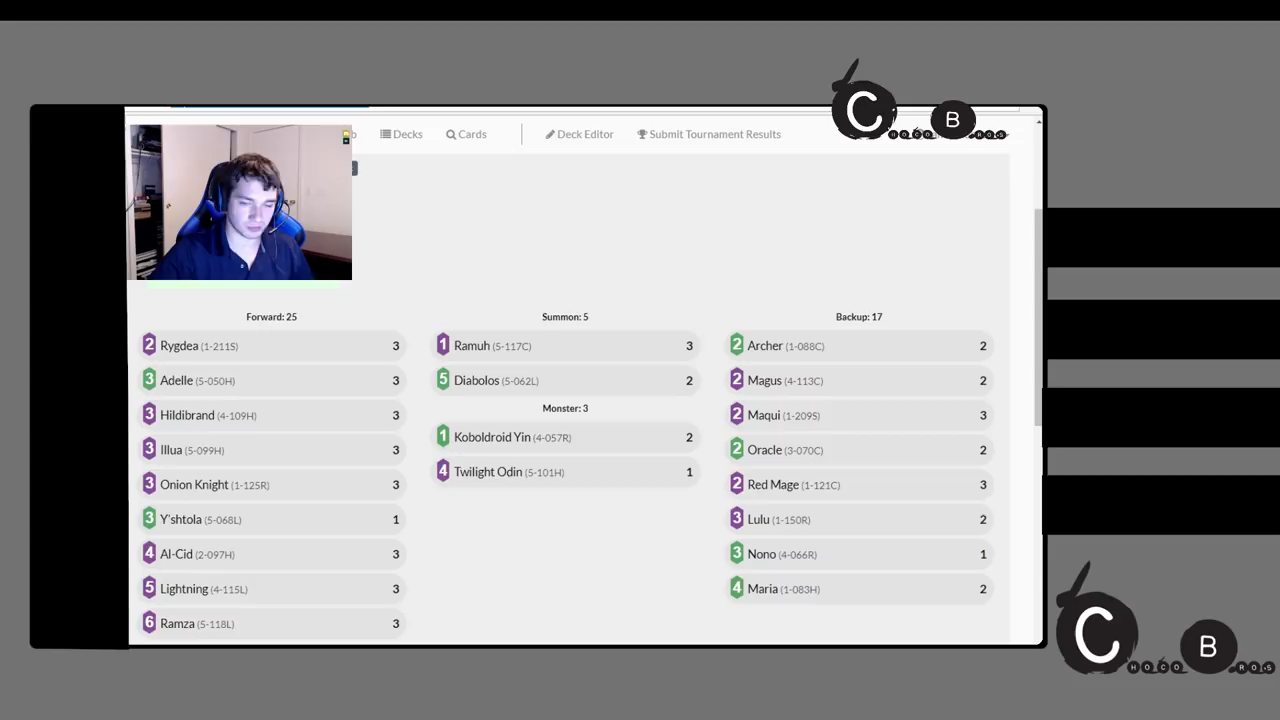 C
HOCO
B
ROS
b
Decks
Cards
Deck Editor
Submit Tournament Results
Forward: 25
2 Rygdea (1-211S) 3
3 Adelle (5-050H) 3
3 Hildibrand (4-109H) 3
3 Illua (5-099H) 3
3 Onion Knight (1-125R) 3
3 Y'shtola (5-068L) 1
4 Al-Cid (2-097H) 3
5 Lightning (4-115L) 3
6 Ramza (5-118L) 3
Summon: 5
1 Ramuh (5-117C) 3
5 Diabolos (5-062L) 2
Monster: 3
1 Koboldroid Yin (4-057R) 2
4 Twilight Odin (5-101H) 1
Backup: 17
2 Archer (1-088C) 2
2 Magus (4-113C) 2
2 Maqui (1-209S) 3
2 Oracle (3-070C) 2
2 Red Mage (1-121C) 3
3 Lulu (1-150R) 2
3 Nono (4-066R) 1
4 Maria (1-083H) 2
C
HOCO
B
ROS